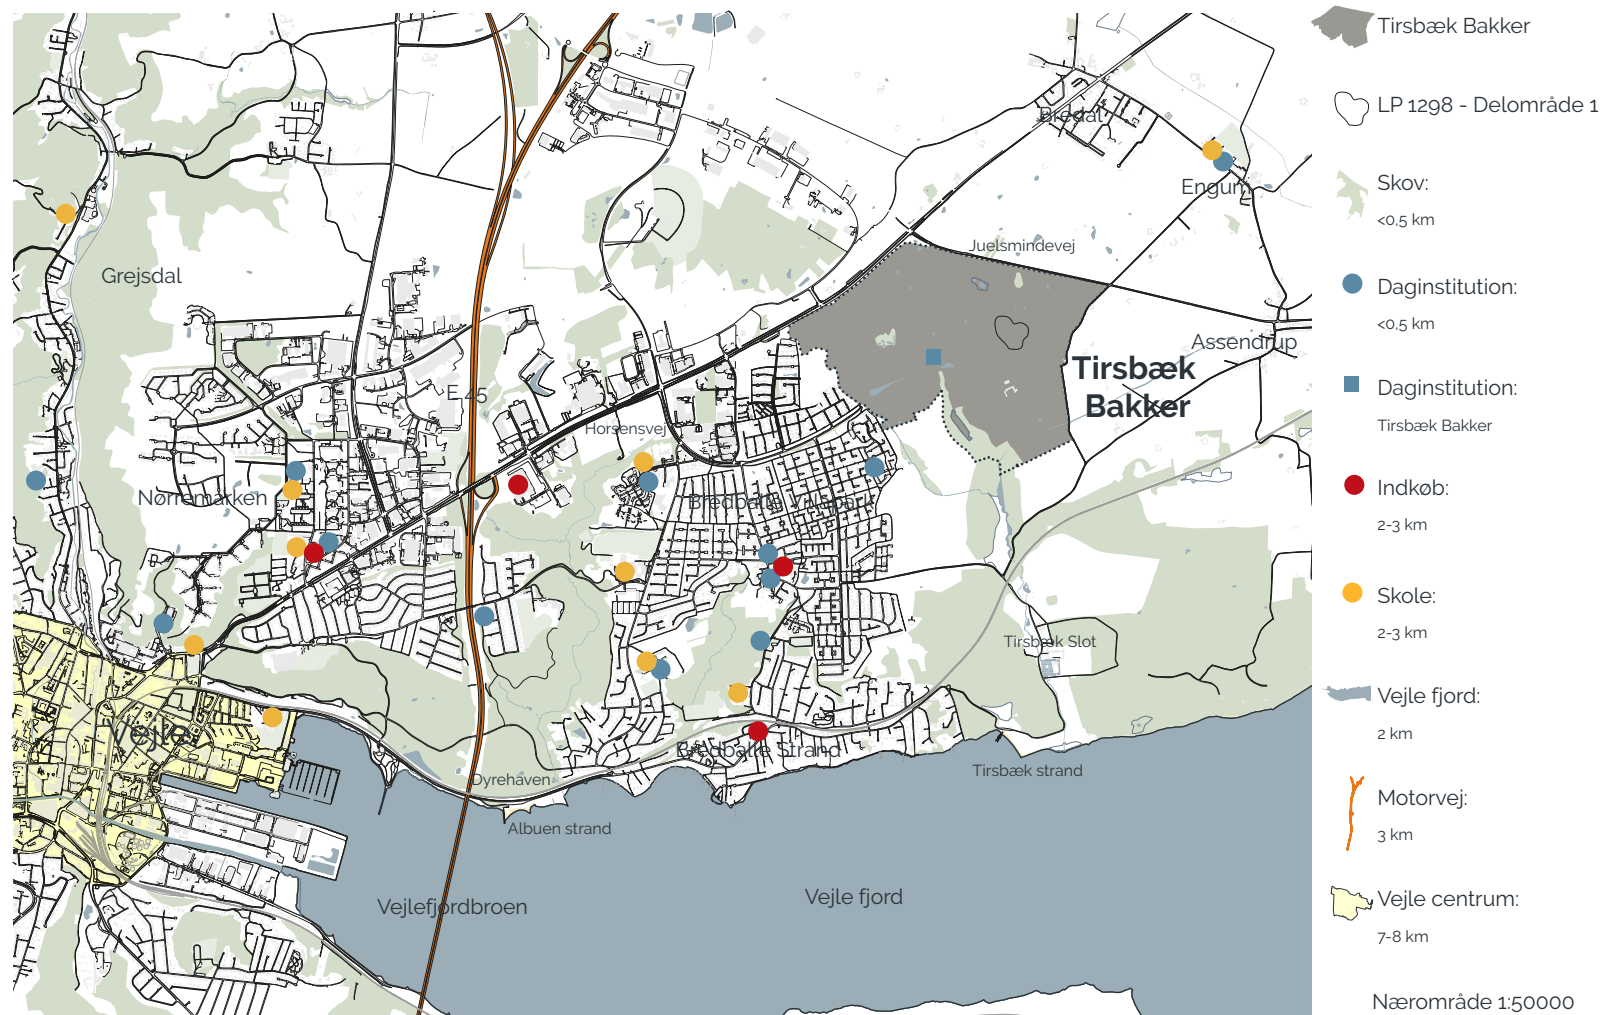 Tirsbæk Bakker
LP 1298 - Delområde 1
Skov:
<0,5 km
Daginstitution:
<0,5 km
Daginstitution:
Tirsbæk Bakker
Indkøb:
2-3 km
Skole:
2-3 km
Vejle fjord:
2 km
Motorvej:
3 km
Vejle centrum:
7-8 km
Nærområde 1:50000
Bredal
Engum
Juelsmindevej
Grejsdal
Assendrup
Tirsbæk
Bakker
E 45
Horsensvej
Nørremarken
Bredballe Villapark
Tirsbæk Slot
Vejle
Bredballe Strand
Tirsbæk strand
Dyrehaven
Albuen strand
Vejlefjordbroen
Vejle fjord